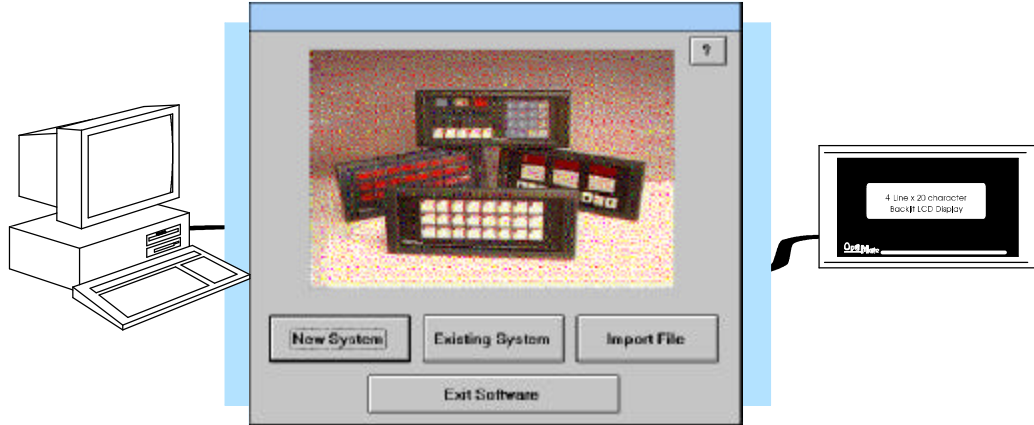 ?
New System
Existing System
Import File
Exit Software
4 Line x 20 character
Backlit LCD Display